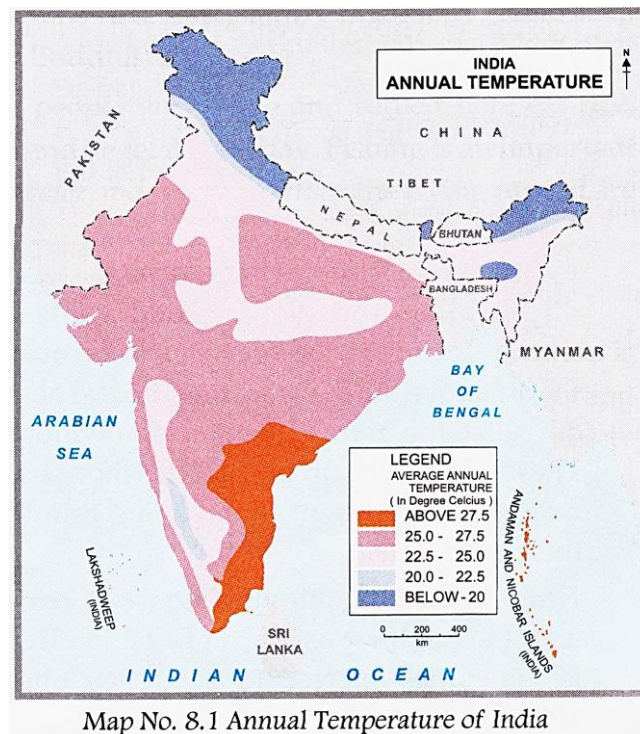 INDIA
ANNUAL TEMPERATURE
N
CHINA
PAKISTAN
TIBET
NEPAL
BHUTAN
BANGLADESH
MYANMAR
BAY
OF
BENGAL
ARABIAN
SEA
LEGEND
AVERAGE ANNUAL
TEMPERATURE
( In Degree Celcius )
ABOVE 27.5
25.0 - 27.5
22.5 - 25.0
20.0 - 22.5
BELOW-20
200 0 200 400
km
ANDAMAN AND NICOBAR ISLANDS
(INDIA)
LAKSHADWEEP
(INDIA)
SRI
LANKA
INDIAN OCEAN
Map No. 8.1 Annual Temperature of India